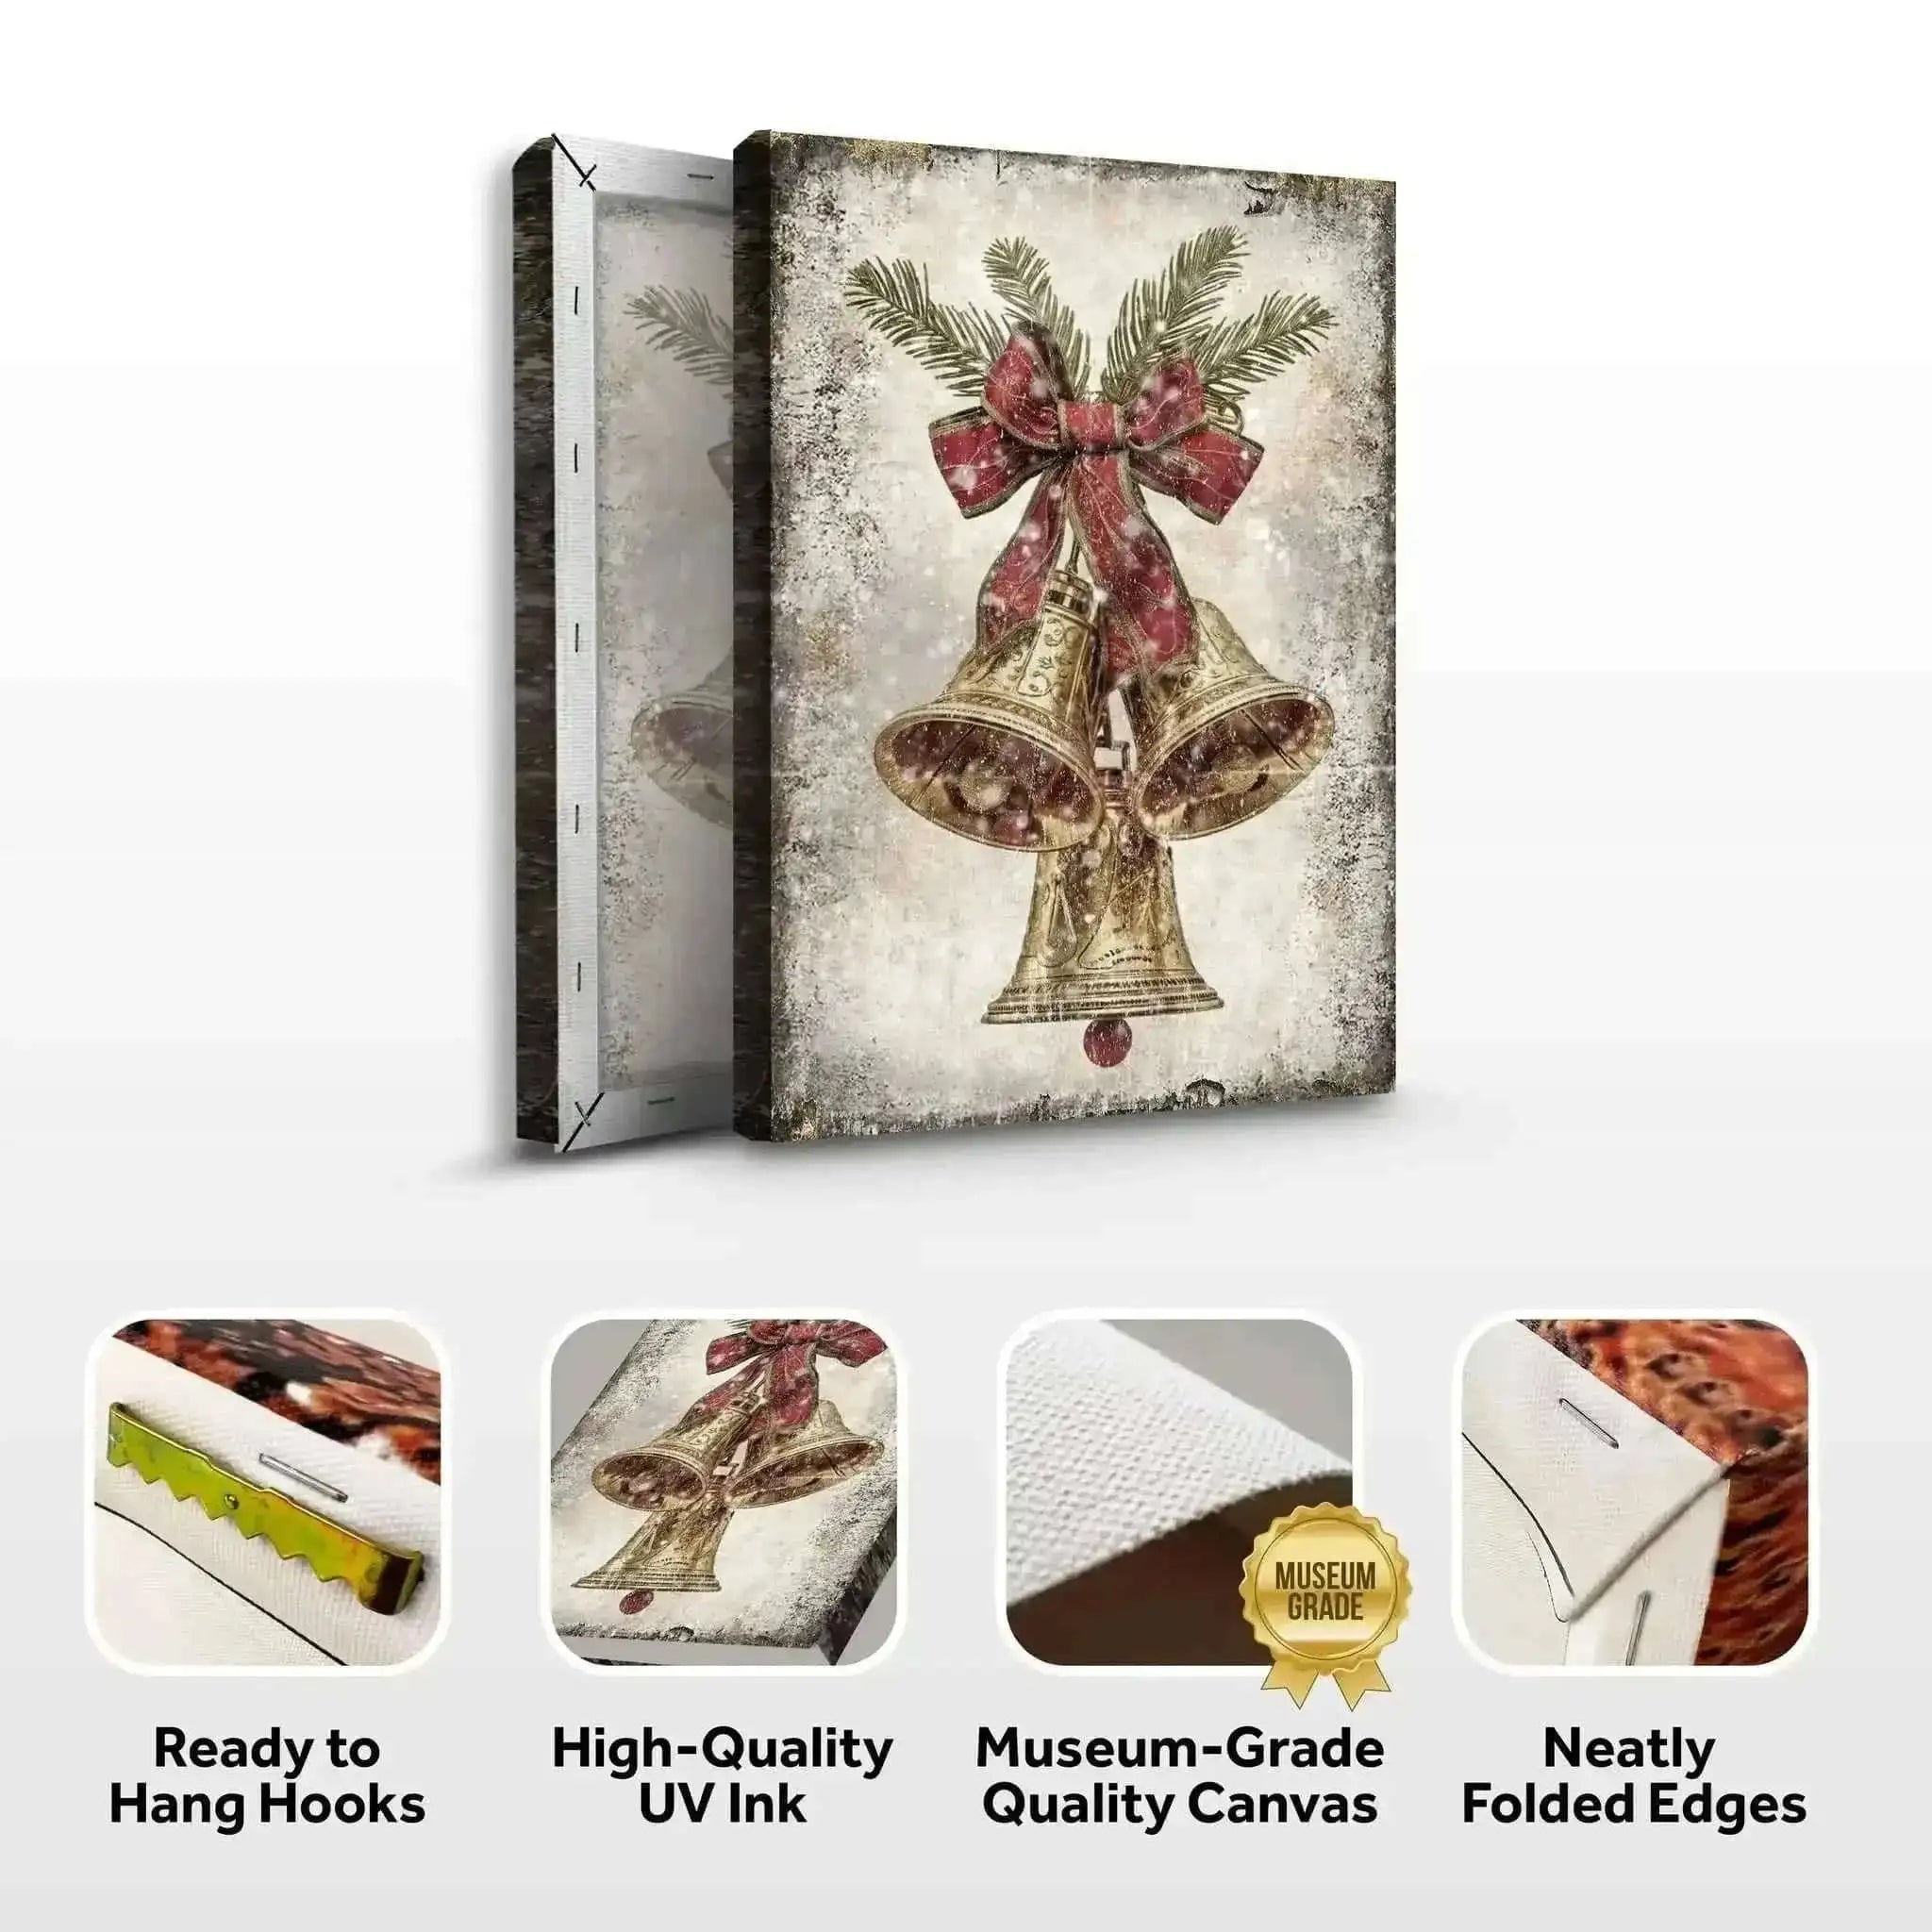 MUSEUM
GRADE
Ready to
Hang Hooks
High-Quality
UV Ink
Museum-Grade
Quality Canvas
Neatly
Folded Edges